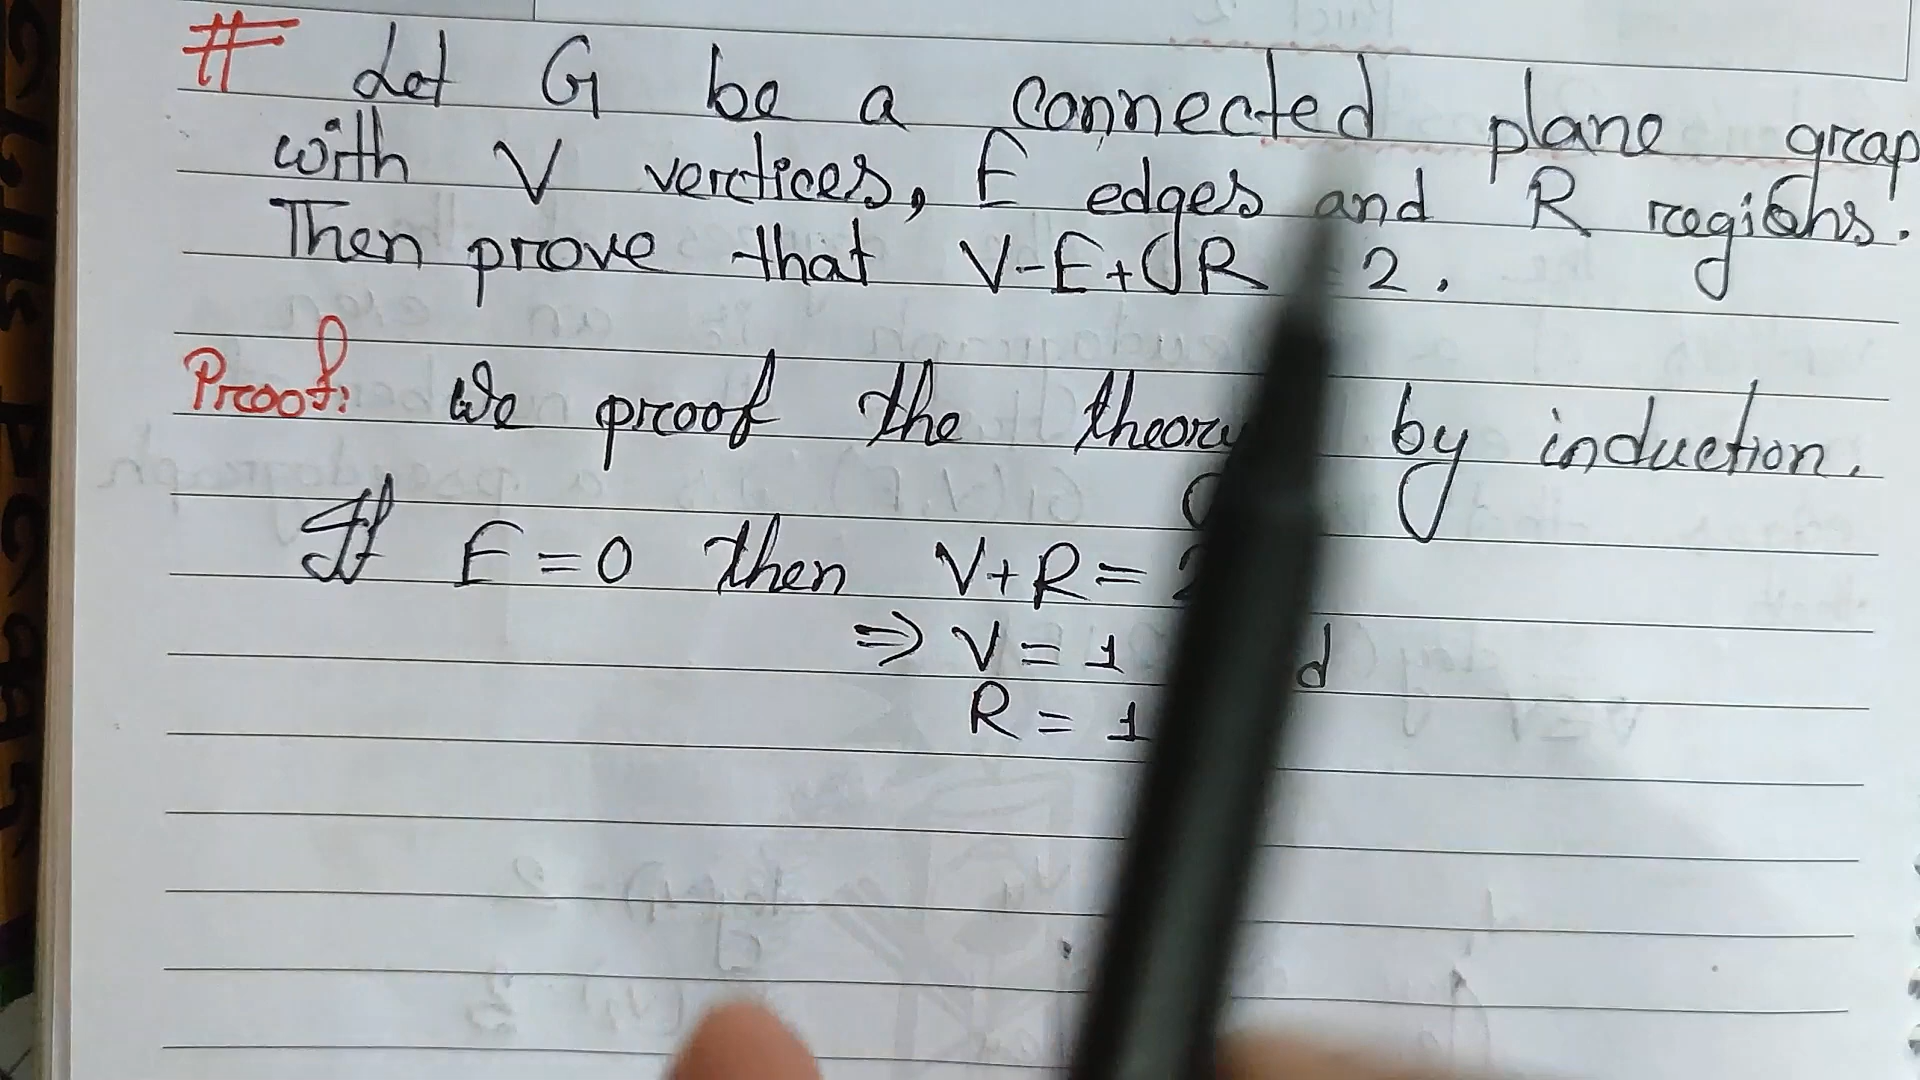 # Let G be a connected plane grap
with V vertices, E edges and R regions.
Then prove that V-E+R 2.
Proof: We proof the by induction.
If E=0 then V+R=
⇒ V=1
R=1